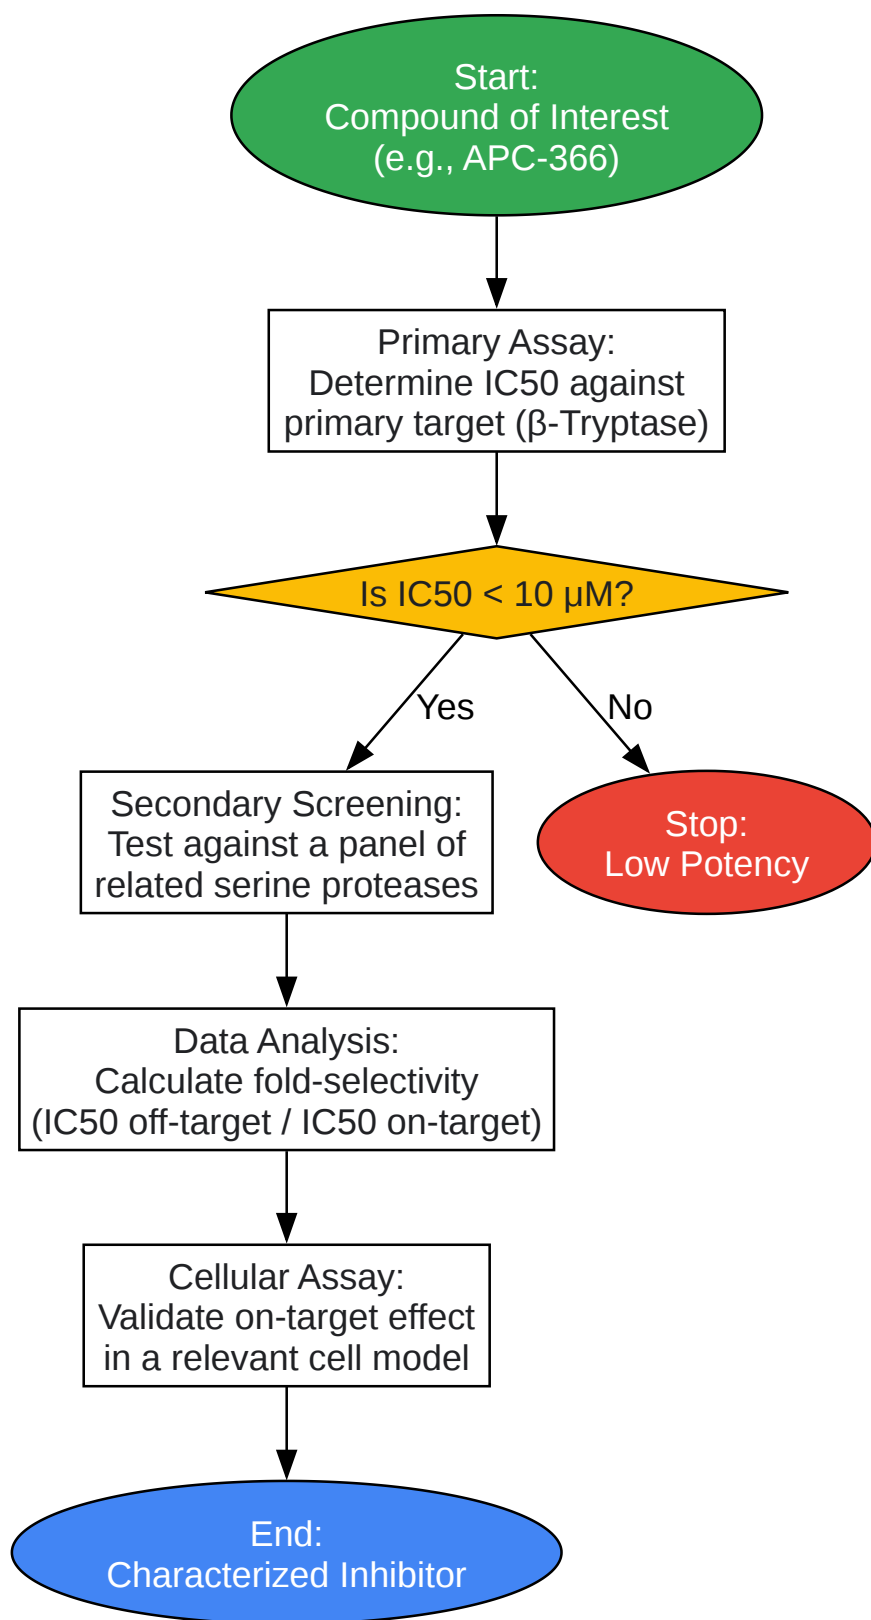 Start:
Compound of Interest
(e.g., APC-366)
Primary Assay:
Determine IC50 against
primary target (β-Tryptase)
Is IC50 < 10 μM?
Yes
No
Secondary Screening:
Test against a panel of
related serine proteases
Stop:
Low Potency
Data Analysis:
Calculate fold-selectivity
(IC50 off-target / IC50 on-target)
Cellular Assay:
Validate on-target effect
in a relevant cell model
End:
Characterized Inhibitor